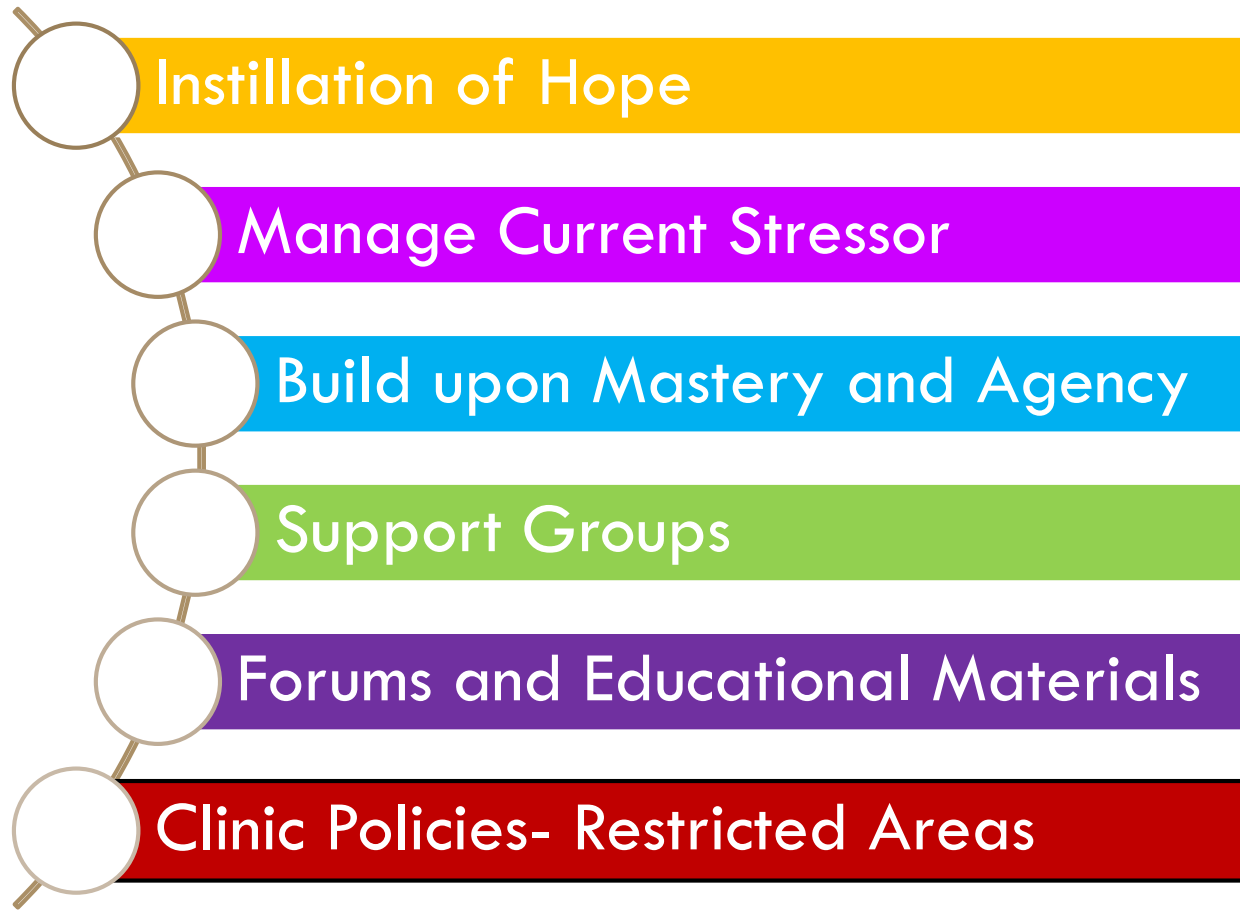 Instillation of Hope
Manage Current Stressor
Build upon Mastery and Agency
Support Groups
Forums and Educational Materials
Clinic Policies- Restricted Areas